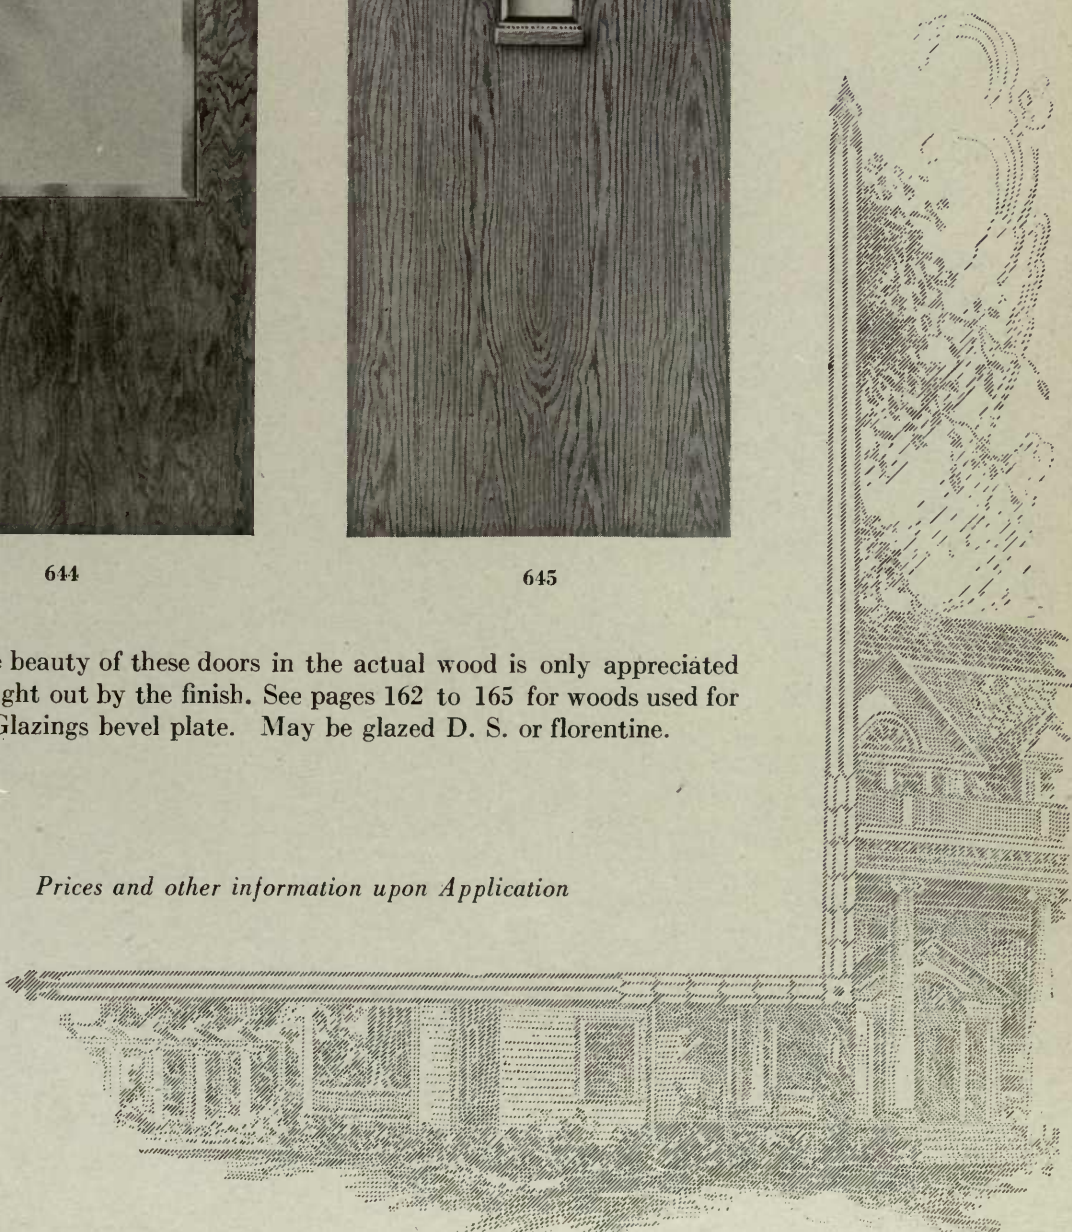 644
645
beauty of these doors in the actual wood is only appreciated
out by the finish. See pages 162 to 165 for woods used for
Glazings bevel plate. May be glazed D. S. or florentine.
Prices and other information upon Application